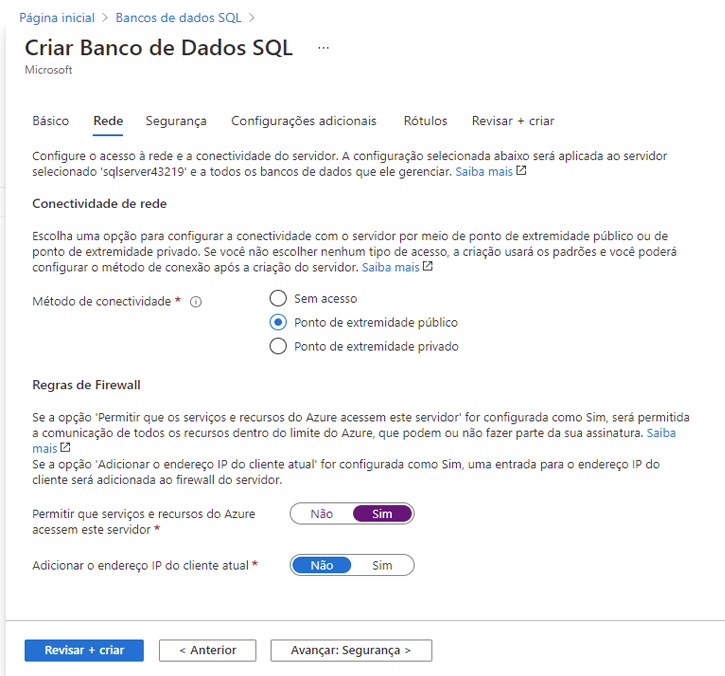 Página inicial > Bancos de dados SQL >
Criar Banco de Dados SQL ...
Microsoft
Básico Rede Segurança Configurações adicionais Rótulos Revisar + criar
Configure o acesso à rede e a conectividade do servidor. A configuração selecionada abaixo será aplicada ao servidor
selecionado 'sqlserver43219' e a todos os bancos de dados que ele gerenciar. Saiba mais
Conectividade de rede
Escolha uma opção para configurar a conectividade com o servidor por meio de ponto de extremidade público ou de
ponto de extremidade privado. Se você não escolher nenhum tipo de acesso, a criação usará os padrões e você poderá
configurar o método de conexão após a criação do servidor. Saiba mais
Método de conectividade *
Sem acesso
Ponto de extremidade público
Ponto de extremidade privado
Regras de Firewall
Se a opção 'Permitir que os serviços e recursos do Azure acessem este servidor' for configurada como Sim, será permitida
a comunicação de todos os recursos dentro do limite do Azure, que podem ou não fazer parte da sua assinatura. Saiba
mais
Se a opção 'Adicionar o endereço IP do cliente atual' for configurada como Sim, uma entrada para o endereço IP do
cliente será adicionada ao firewall do servidor.
Permitir que serviços e recursos do Azure
acessem este servidor *
Não Sim
Adicionar o endereço IP do cliente atual *
Não Sim
Revisar + criar < Anterior Avançar: Segurança >